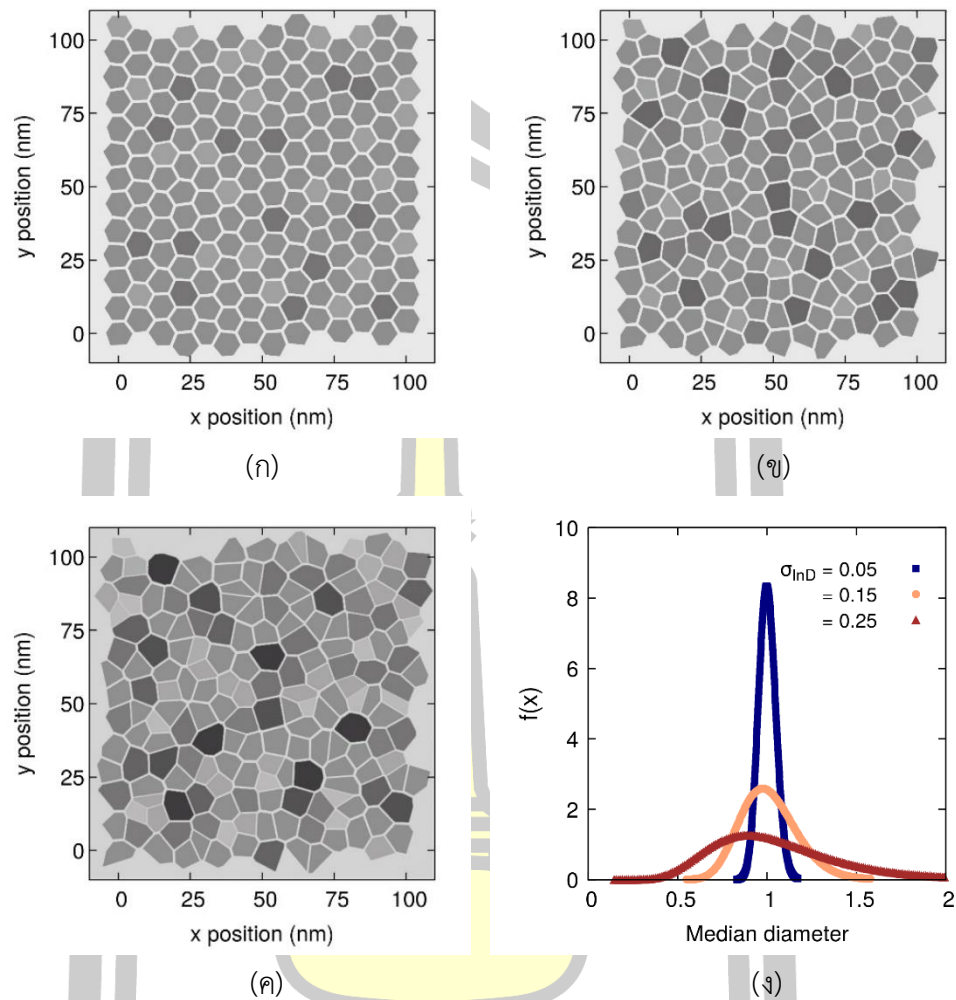 100
75
50
25
0
y position (nm)
0 25 50 75 100
x position (nm)
(ก)
100
75
50
25
0
y position (nm)
0 25 50 75 100
x position (nm)
(ข)
100
75
50
25
0
y position (nm)
0 25 50 75 100
x position (nm)
(ค)
10
8
6
4
2
0
f(x)
σlnD = 0.05
= 0.15
= 0.25
0 0.5 1 1.5 2
Median diameter
(ง)